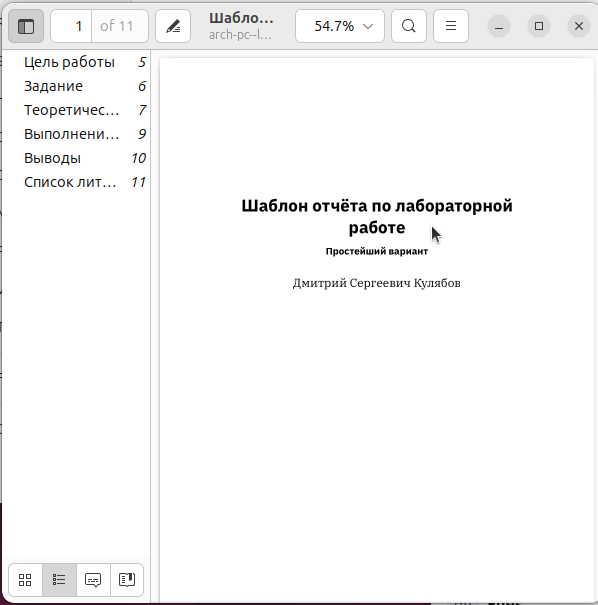 1 of 11
Шабло…
arch-pc--l…
54.7%
Цель работы 5
Задание 6
Теоретичес… 7
Выполнени… 9
Выводы 10
Список лит… 11
Шаблон отчёта по лабораторной
работе
Простейший вариант
Дмитрий Сергеевич Кулябов